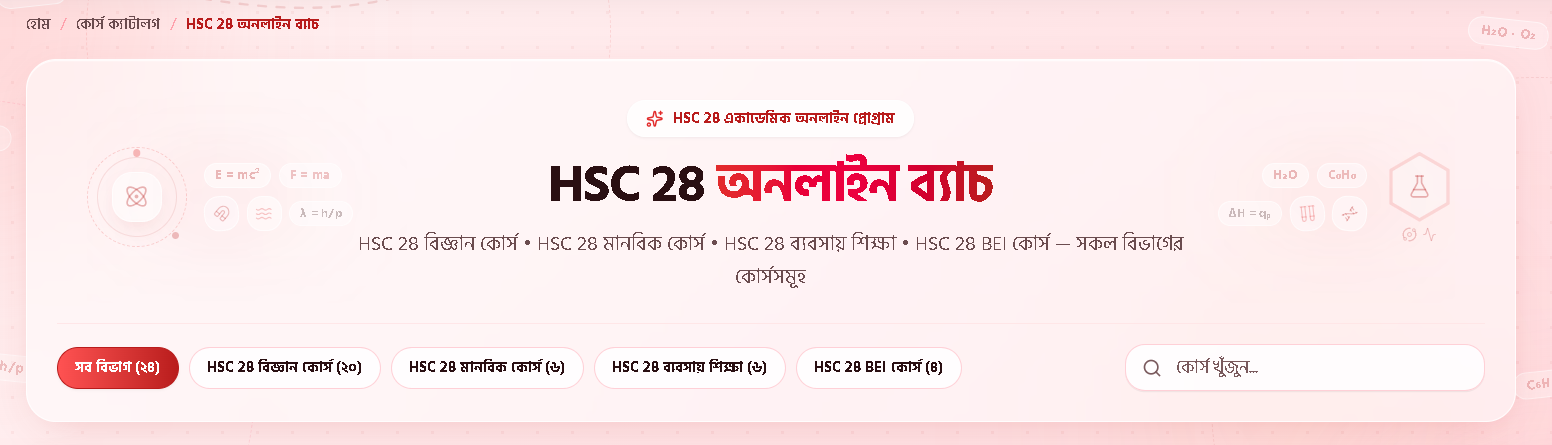 হোম / কোর্স ক্যাটালগ / HSC 28 অনলাইন ব্যাচ
H₂O · O₂
HSC 28 একাডেমিক অনলাইন প্রোগ্রাম
E = mc²
F = ma
λ = h/p
HSC 28 অনলাইন ব্যাচ
H₂O
C₆H₆
ΔH = qₚ
HSC 28 বিজ্ঞান কোর্স • HSC 28 মানবিক কোর্স • HSC 28 ব্যবসায় শিক্ষা • HSC 28 BEI কোর্স — সকল বিভাগের
কোর্সসমূহ
h/p
সব বিভাগ (২৪)
HSC 28 বিজ্ঞান কোর্স (২০)
HSC 28 মানবিক কোর্স (৬)
HSC 28 ব্যবসায় শিক্ষা (৬)
HSC 28 BEI কোর্স (৪)
কোর্স খুঁজুন...
C₆H